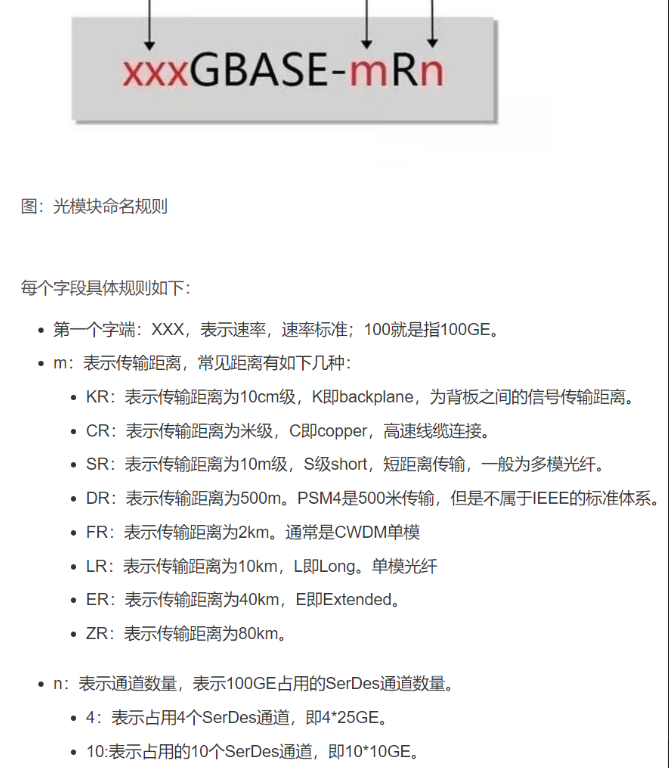 xxxGBASE-mRn
图：光模块命名规则
每个字段具体规则如下：
第一个字端：XXX，表示速率，速率标准；100就是指100GE。
m：表示传输距离，常见距离有如下几种：
KR：表示传输距离为10cm级，K即backplane，为背板之间的信号传输距离。
CR：表示传输距离为米级，C即copper，高速线缆连接。
SR：表示传输距离为10m级，S级short，短距离传输，一般为多模光纤。
DR：表示传输距离为500m。PSM4是500米传输，但是不属于IEEE的标准体系。
FR：表示传输距离为2km。通常是CWDM单模
LR：表示传输距离为10km，L即Long。单模光纤
ER：表示传输距离为40km，E即Extended。
ZR：表示传输距离为80km。
n：表示通道数量，表示100GE占用的SerDes通道数量。
4：表示占用4个SerDes通道，即4*25GE。
10:表示占用的10个SerDes通道，即10*10GE。